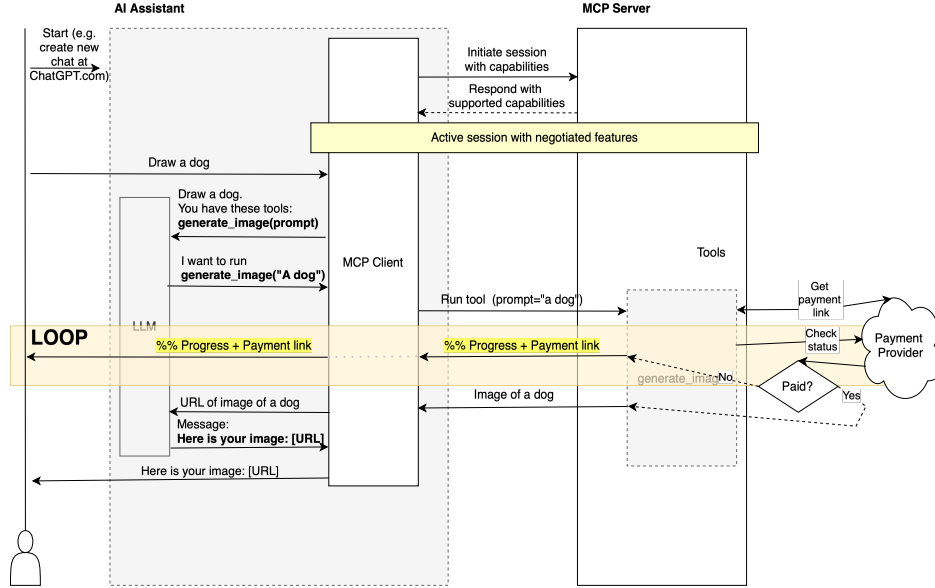 AI Assistant
MCP Server
Start (e.g.
create new
chat at
ChatGPT.com)
Initiate session
with capabilities
Respond with
supported capabilities
Active session with negotiated features
Draw a dog
Draw a dog.
You have these tools:
generate_image(prompt)
I want to run
generate_image("A dog")
MCP Client
Tools
Run tool (prompt="a dog")
Get
payment
link
LLM
LOOP
%% Progress + Payment link
%% Progress + Payment link
Check
status
Payment
Provider
generate_imag
No
Paid?
Yes
URL of image of a dog
Image of a dog
Message:
Here is your image: [URL]
Here is your image: [URL]